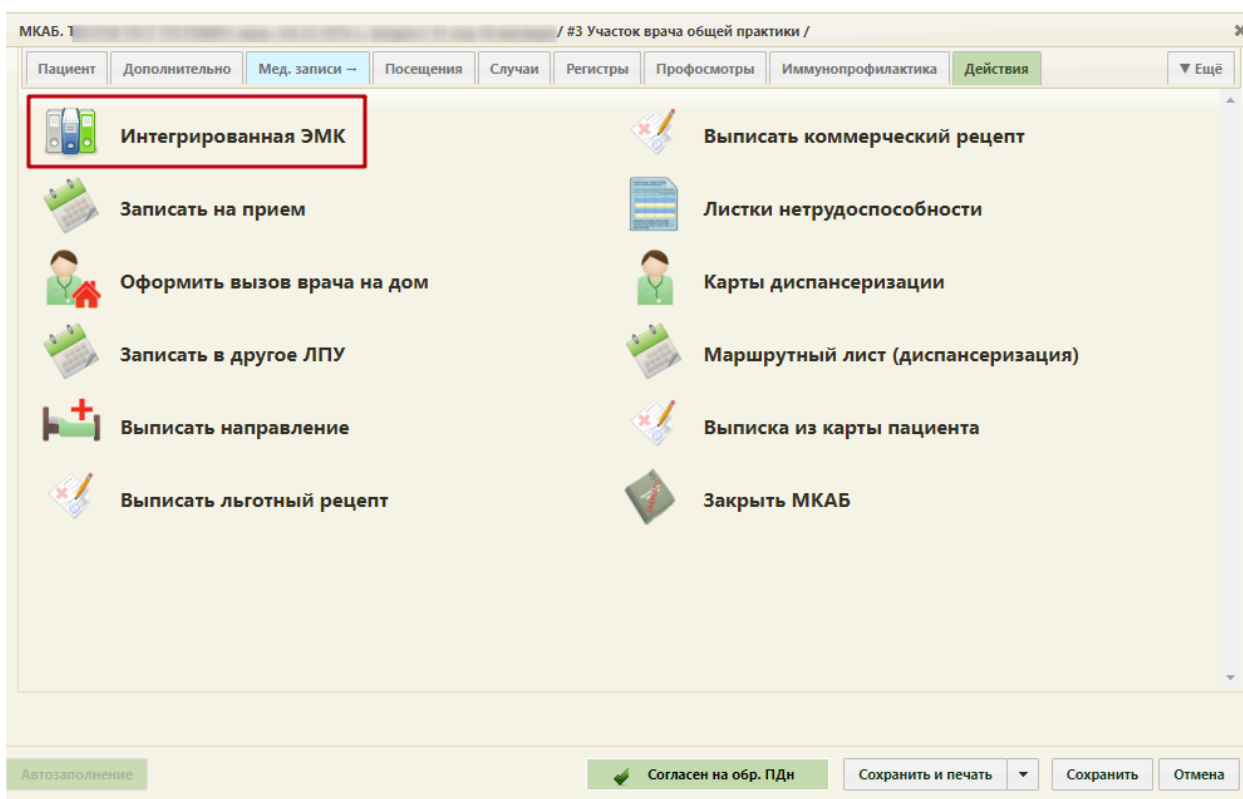 МКАБ. / #3 Участок врача общей практики /
Пациент Дополнительно Мед. записи → Посещения Случаи Регистры Профосмотры Иммунопрофилактика Действия ▼ Ещё
Интегрированная ЭМК
Записать на прием
Оформить вызов врача на дом
Записать в другое ЛПУ
Выписать направление
Выписать льготный рецепт
Выписать коммерческий рецепт
Листки нетрудоспособности
Карты диспансеризации
Маршрутный лист (диспансеризация)
Выписка из карты пациента
Закрыть МКАБ
Автозаполнение Согласен на обр. ПДн Сохранить и печать Сохранить Отмена